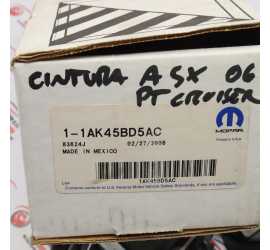 CINTURA ASX 06
PT CRUISER
1-1AK45BD5AC
MOPAR
K3824J 02/27/2008
MADE IN MEXICO
1AK45BD5AC